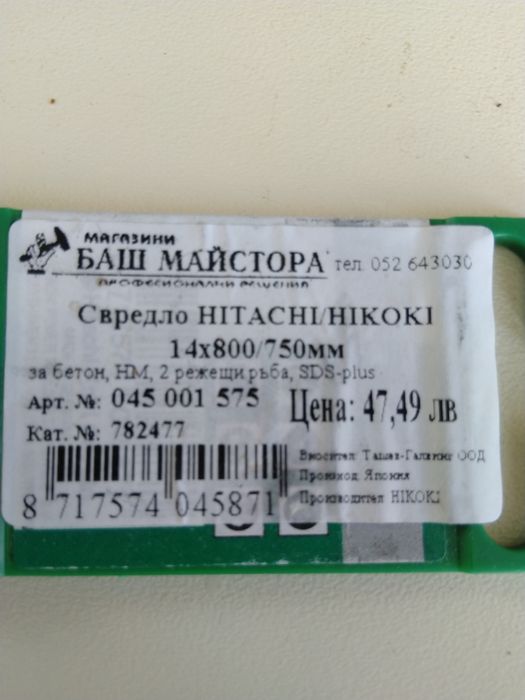 магазини
БАШ МАЙСТОРА тел. 052 643030
професионални решения
Свредло HITACHI/HIKOKI
14x800/750мм
за бетон, HM, 2 режещи ръба, SDS-plus
Арт. №: 045 001 575
Цена: 47,49 лв
Кат. №: 782477
Вносител: Ташев-Галвинг ООД
Произход: Япония
Производител: HIKOKI
8 717574 045871